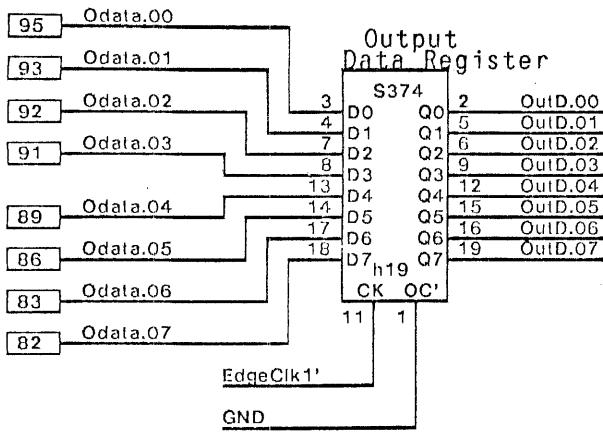 95 Odata.00
93 Odata.01
92 Odata.02
91 Odata.03
89 Odata.04
86 Odata.05
83 Odata.06
82 Odata.07
Output
Data Register
S374
3 D0 Q0 2 OutD.00
4 D1 Q1 5 OutD.01
7 D2 Q2 6 OutD.02
8 D3 Q3 9 OutD.03
13 D4 Q4 12 OutD.04
14 D5 Q5 15 OutD.05
17 D6 Q6 16 OutD.06
18 D7 Q7 19 OutD.07
h19
CK OC'
11 1
EdgeClk1'
GND